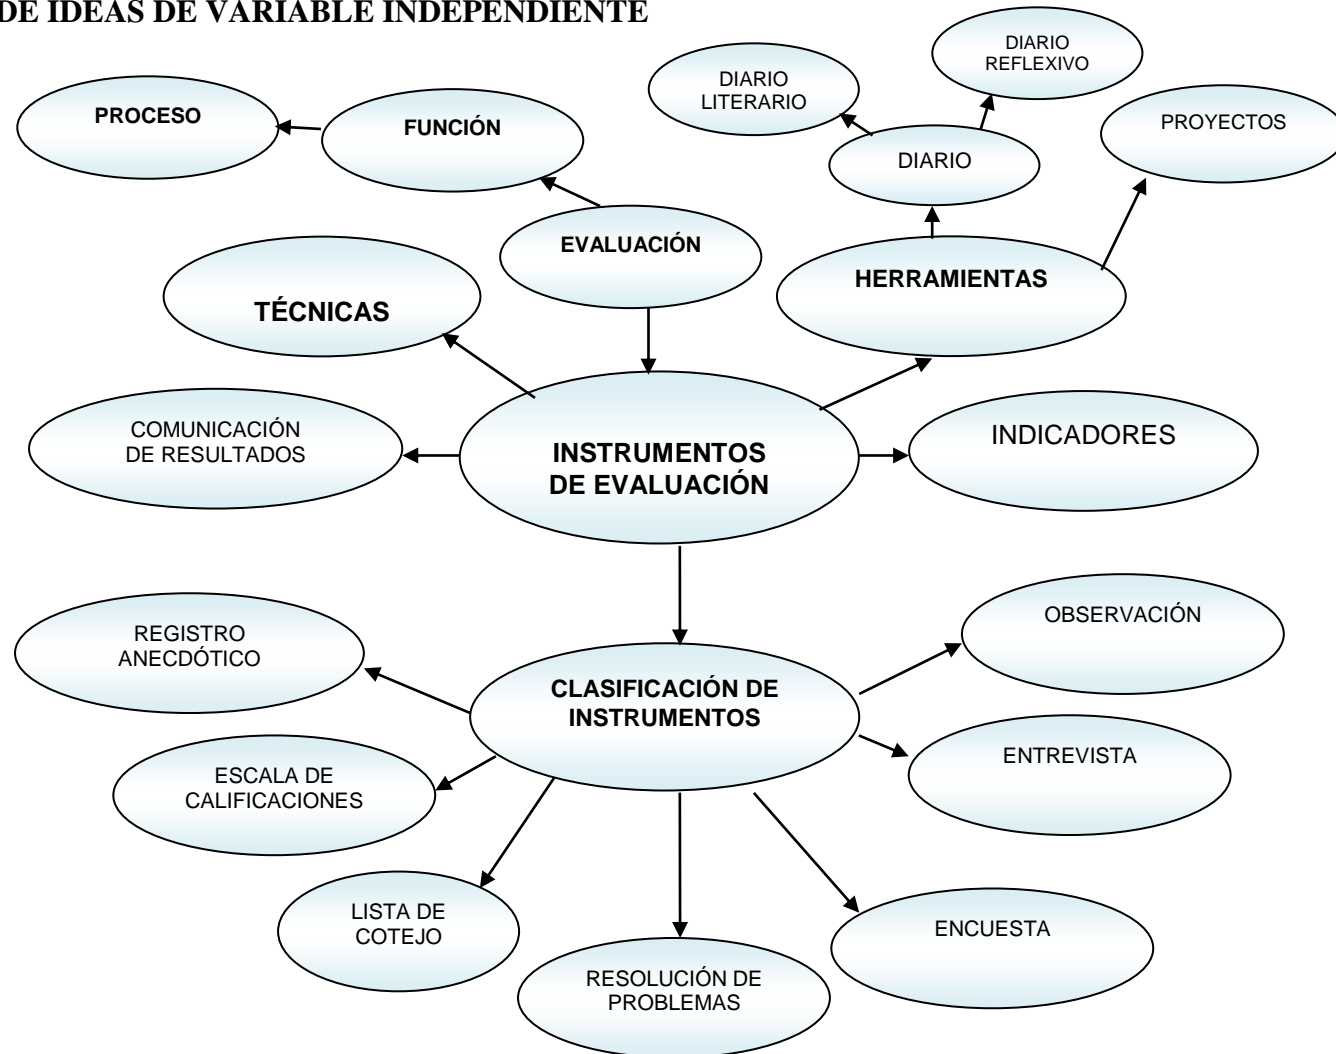 DE IDEAS DE VARIABLE INDEPENDIENTE
DIARIO
REFLEXIVO
DIARIO
LITERARIO
PROCESO
FUNCIÓN
PROYECTOS
DIARIO
EVALUACIÓN
HERRAMIENTAS
TÉCNICAS
COMUNICACIÓN
DE RESULTADOS
INSTRUMENTOS
DE EVALUACIÓN
INDICADORES
REGISTRO
ANECDÓTICO
OBSERVACIÓN
CLASIFICACIÓN DE
INSTRUMENTOS
ENTREVISTA
ESCALA DE
CALIFICACIONES
LISTA DE
COTEJO
ENCUESTA
RESOLUCIÓN DE
PROBLEMAS